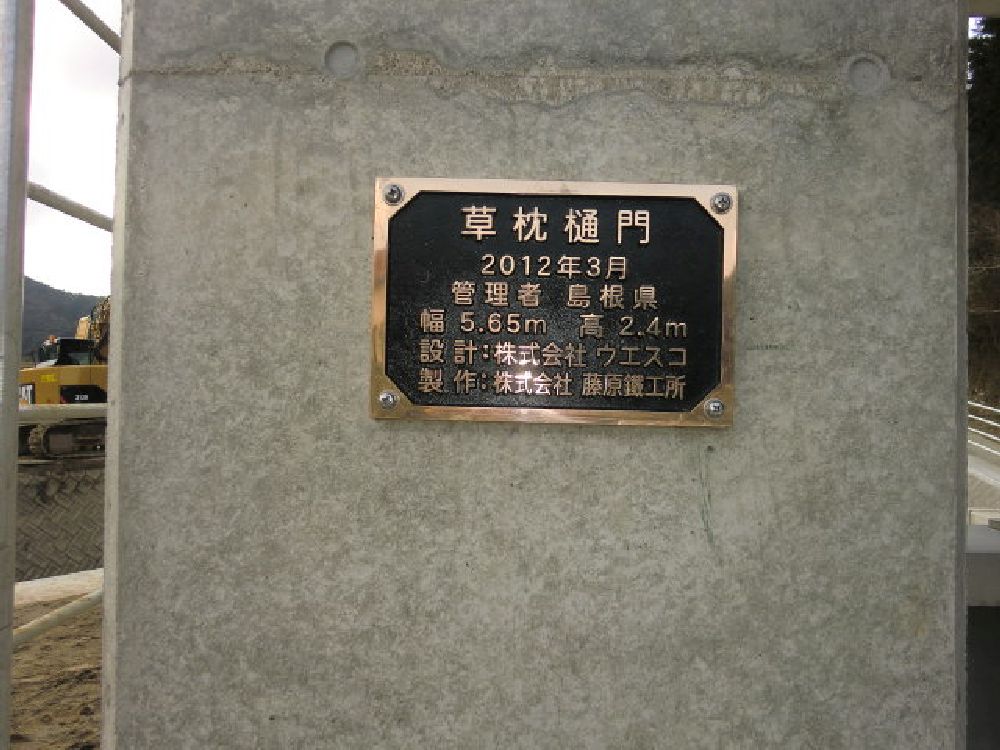 草枕樋門
2012年3月
管理者 島根県
幅 5.65m 高 2.4m
設計:株式会社 ウエスコ
製作:株式会社 藤原鐵工所